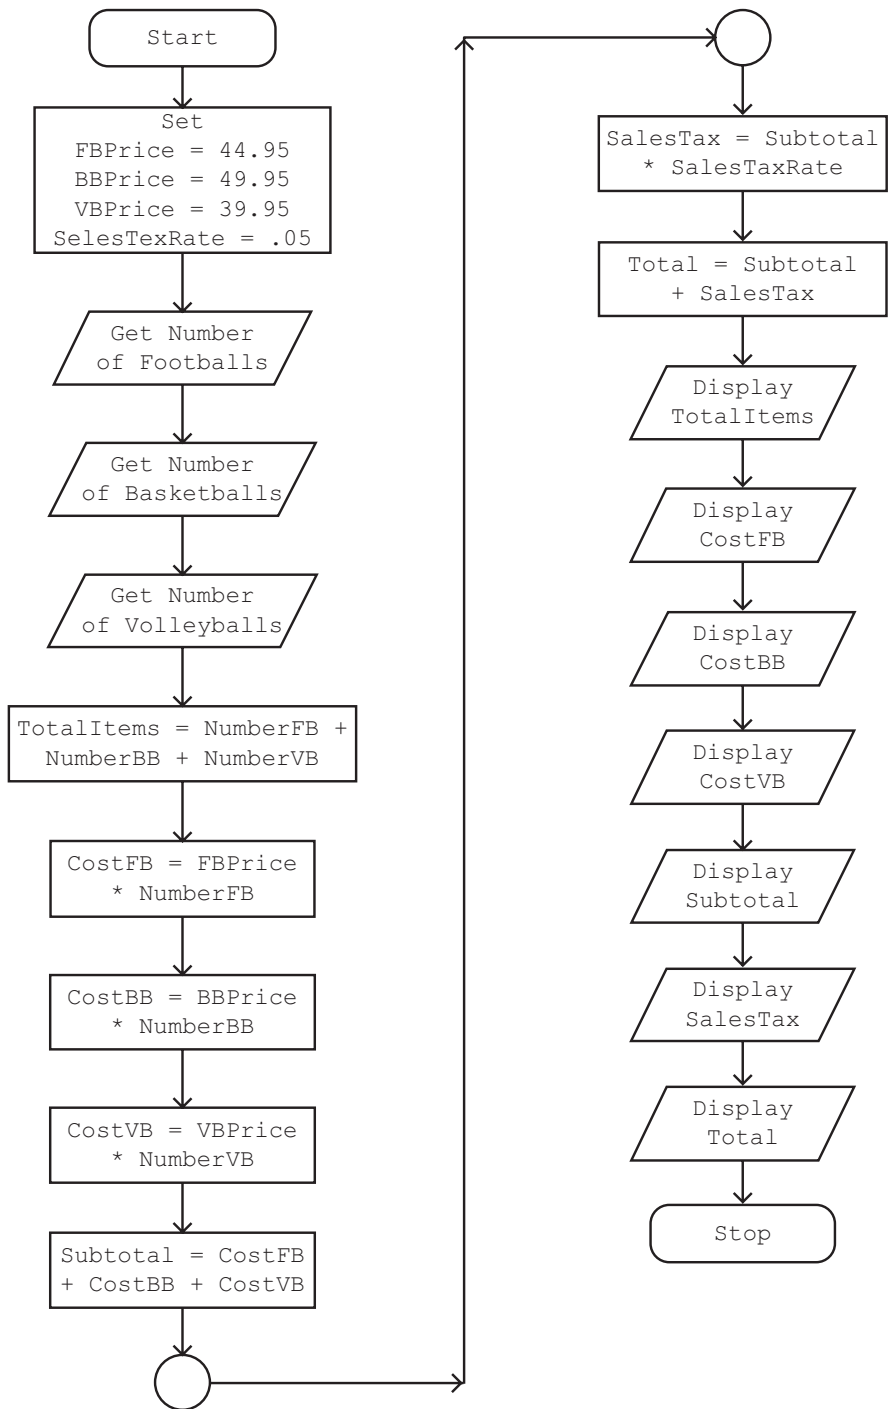 Start
Set
FBPrice = 44.95
BBPrice = 49.95
VBPrice = 39.95
SelesTexRate = .05
Get Number
of Footballs
Get Number
of Basketballs
Get Number
of Volleyballs
TotalItems = NumberFB +
NumberBB + NumberVB
CostFB = FBPrice
* NumberFB
CostBB = BBPrice
* NumberBB
CostVB = VBPrice
* NumberVB
Subtotal = CostFB
+ CostBB + CostVB
SalesTax = Subtotal
* SalesTaxRate
Total = Subtotal
+ SalesTax
Display
TotalItems
Display
CostFB
Display
CostBB
Display
CostVB
Display
Subtotal
Display
SalesTax
Display
Total
Stop